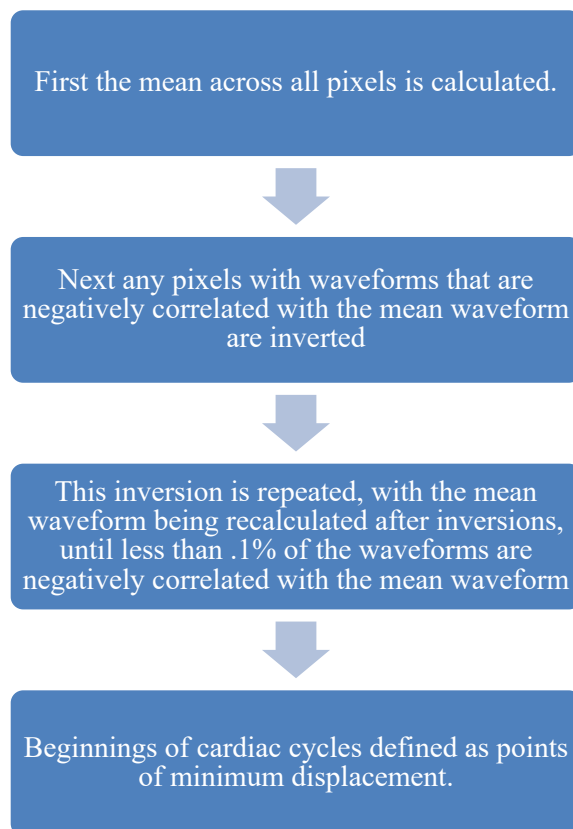 First the mean across all pixels is calculated.
Next any pixels with waveforms that are
negatively correlated with the mean waveform
are inverted
This inversion is repeated, with the mean
waveform being recalculated after inversions,
until less than .1% of the waveforms are
negatively correlated with the mean waveform
Beginnings of cardiac cycles defined as points
of minimum displacement.